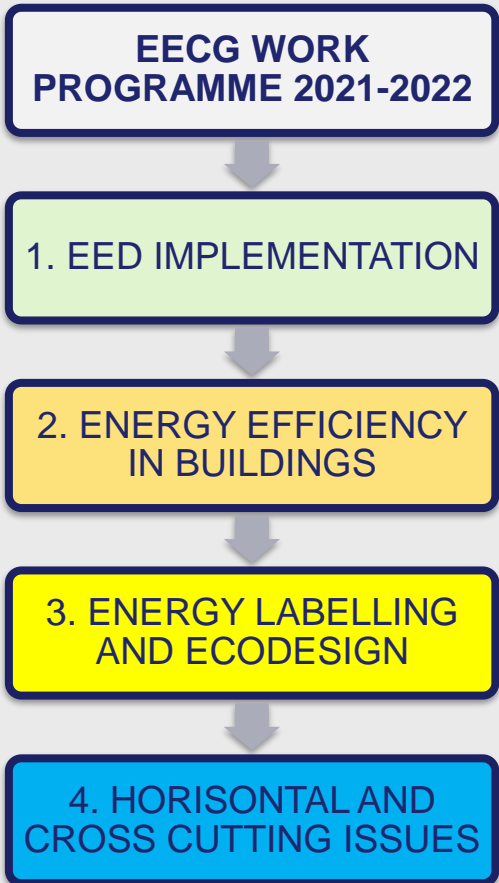 EECG WORK
PROGRAMME 2021-2022
1. EED IMPLEMENTATION
2. ENERGY EFFICIENCY
IN BUILDINGS
3. ENERGY LABELLING
AND ECODESIGN
4. HORISONTAL AND
CROSS CUTTING ISSUES